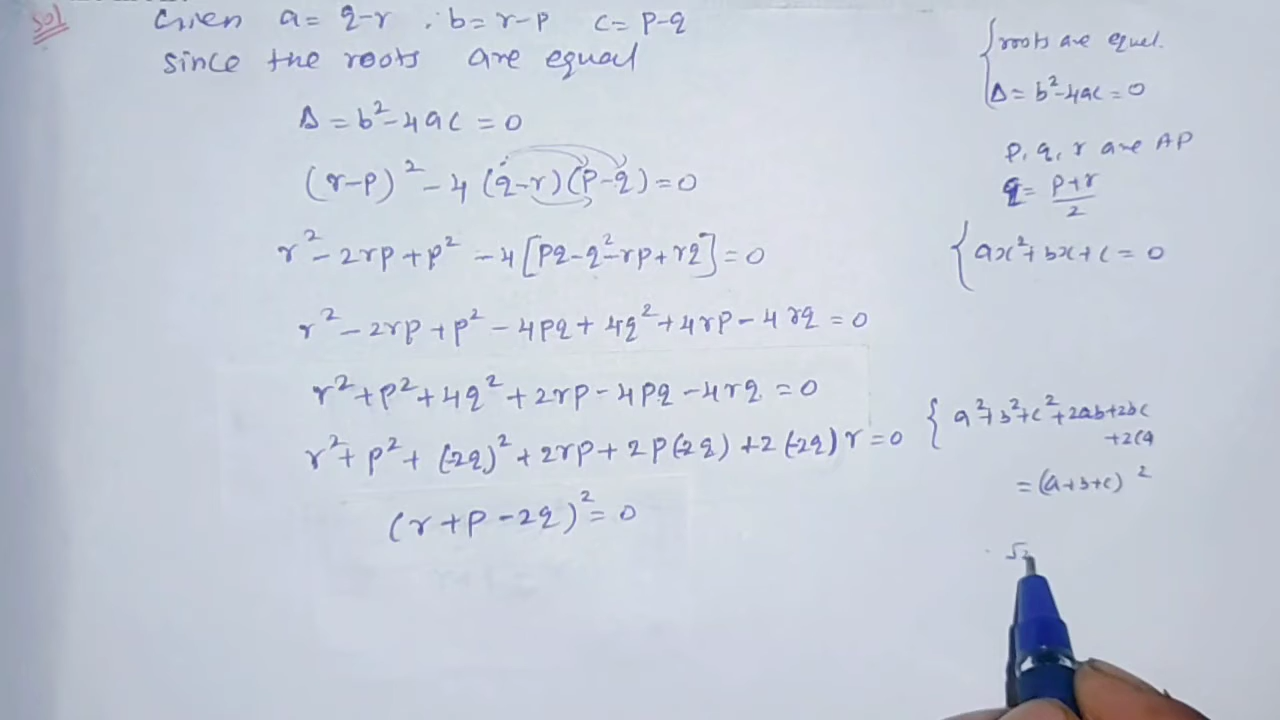 Sol
Given a = q-r , b = r-p c = p-q
since the roots are equal
Δ = b²-4ac = 0
(r-p)² - 4 (q-r)(p-q) = 0
r² - 2rp + p² - 4[pq - q² - rp + rq] = 0
r² - 2rp + p² - 4pq + 4q² + 4rp - 4rq = 0
r² + p² + 4q² + 2rp - 4pq - 4rq = 0
r² + p² + (-2q)² + 2rp + 2p(-2q) + 2(-2q)r = 0
(r + p - 2q)² = 0
{ roots are equal.
Δ = b²-4ac = 0
p, q, r are AP
q = p+r/2
{ ax² + bx + c = 0
{ a² + b² + c² + 2ab + 2bc
+ 2ca
= (a+b+c)²